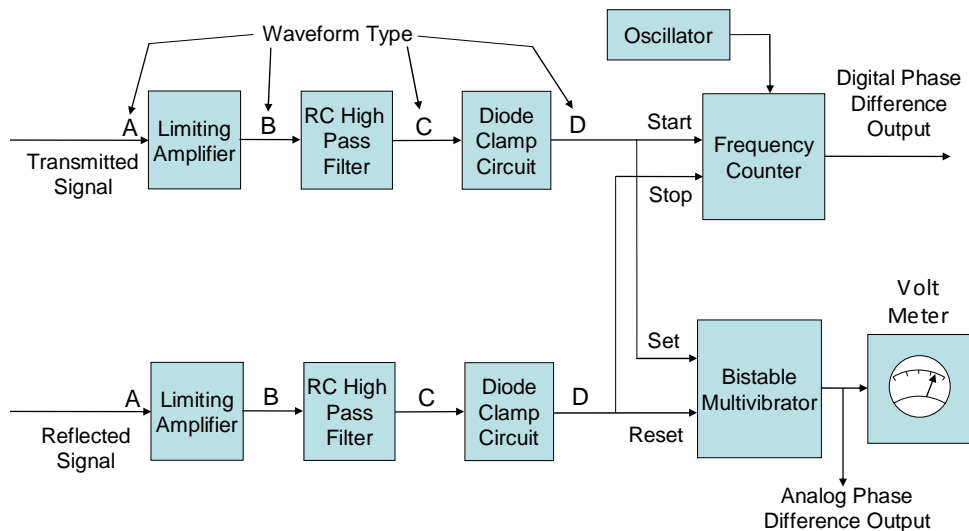 Waveform Type
Oscillator
Digital Phase
Difference
Output
A
Limiting
Amplifier
B
RC High
Pass
Filter
C
Diode
Clamp
Circuit
D
Start
Frequency
Counter
Transmitted
Signal
Stop
Volt
Meter
Set
A
Limiting
Amplifier
B
RC High
Pass
Filter
C
Diode
Clamp
Circuit
D
Bistable
Multivibrator
Reflected
Signal
Reset
Analog Phase
Difference Output